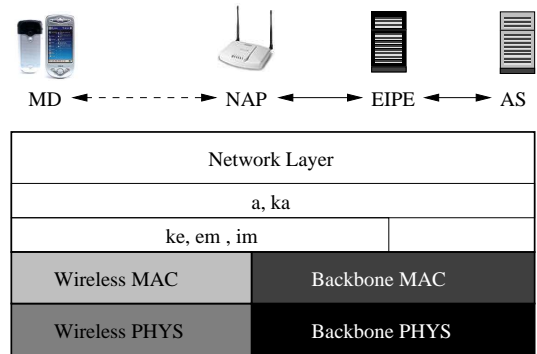 MD NAP EIPE AS
Network Layer
a, ka
ke, em , im
Wireless MAC Backbone MAC
Wireless PHYS Backbone PHYS